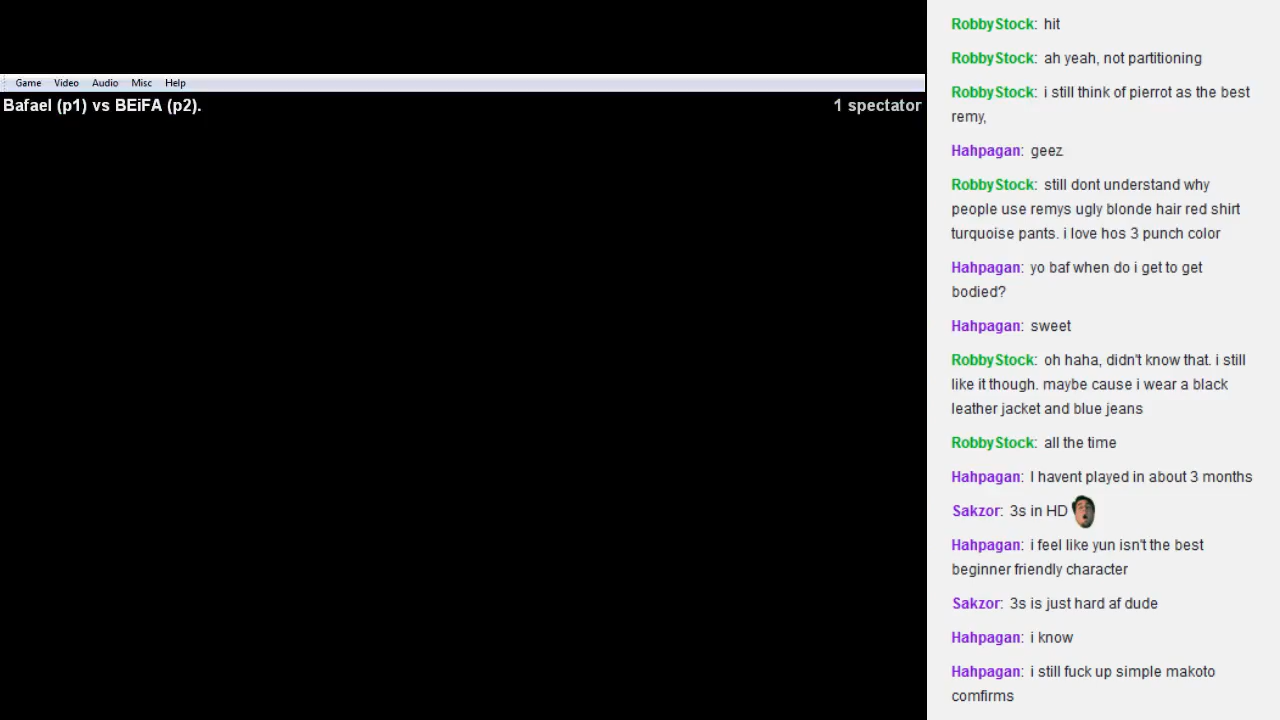 Game Video Audio Misc Help
Bafael (p1) vs BEiFA (p2).
1 spectator
RobbyStock: hit
RobbyStock: ah yeah, not partitioning
RobbyStock: i still think of pierrot as the best
remy,
Hahpagan: geez
RobbyStock: still dont understand why
people use remys ugly blonde hair red shirt
turquoise pants. i love hos 3 punch color
Hahpagan: yo baf when do i get to get
bodied?
Hahpagan: sweet
RobbyStock: oh haha, didn't know that. i still
like it though. maybe cause i wear a black
leather jacket and blue jeans
RobbyStock: all the time
Hahpagan: I havent played in about 3 months
Sakzor: 3s in HD
Hahpagan: i feel like yun isn't the best
beginner friendly character
Sakzor: 3s is just hard af dude
Hahpagan: i know
Hahpagan: i still fuck up simple makoto
comfirms